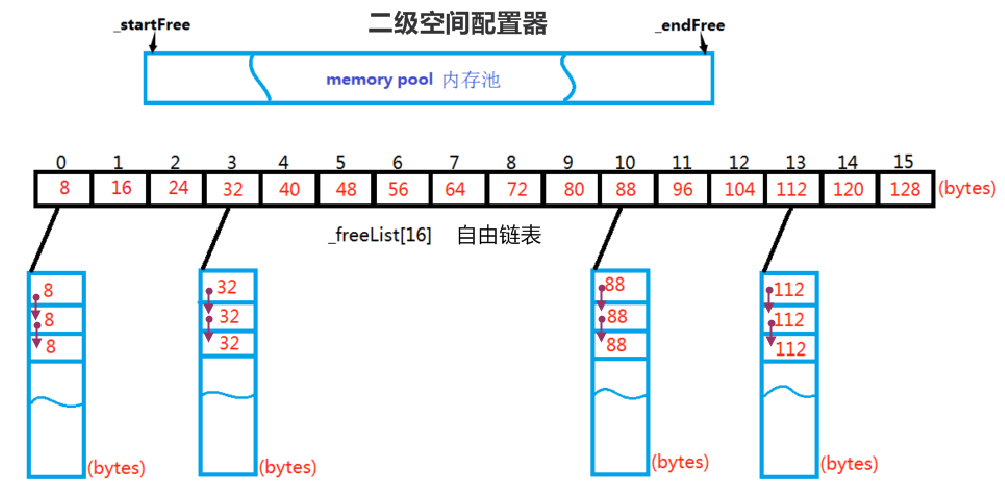 二级空间配置器
_startFree
_endFree
memory pool 内存池
0 1 2 3 4 5 6 7 8 9 10 11 12 13 14 15
8 16 24 32 40 48 56 64 72 80 88 96 104 112 120 128 (bytes)
_freeList[16] 自由链表
8 32 88 112
8 32 88 112
8 32 88 112
(bytes) (bytes) (bytes) (bytes)